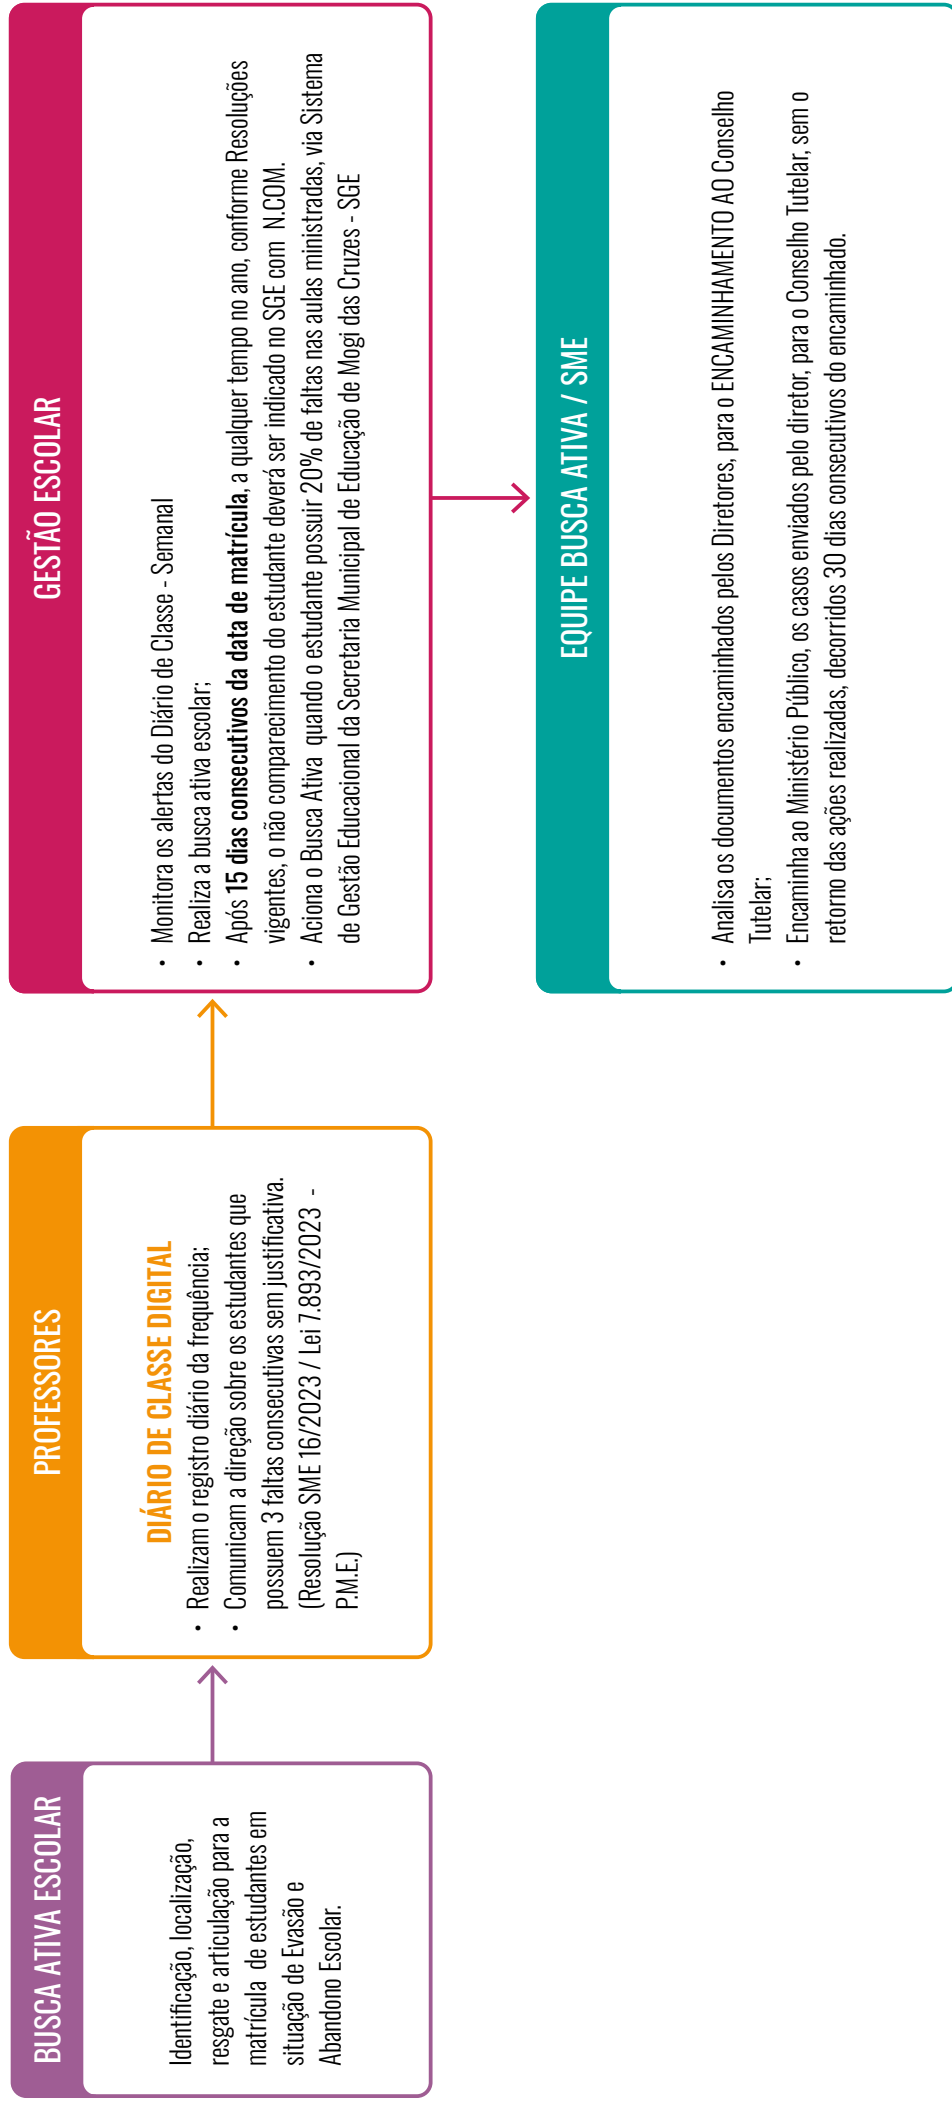 BUSCA ATIVA ESCOLAR
Identificação, localização,
resgate e articulação para a
matrícula de estudantes em
situação de Evasão e
Abandono Escolar.
PROFESSORES
DIÁRIO DE CLASSE DIGITAL
• Realizam o registro diário da frequência;
• Comunicam a direção sobre os estudantes que
possuem 3 faltas consecutivas sem justificativa.
(Resolução SME 16/2023 / Lei 7.893/2023 -
P.M.E.)
GESTÃO ESCOLAR
• Monitora os alertas do Diário de Classe - Semanal
• Realiza a busca ativa escolar;
• Após 15 dias consecutivos da data de matrícula, a qualquer tempo no ano, conforme Resoluções
vigentes, o não comparecimento do estudante deverá ser indicado no SGE com N.COM.
• Aciona o Busca Ativa quando o estudante possuir 20% de faltas nas aulas ministradas, via Sistema
de Gestão Educacional da Secretaria Municipal de Educação de Mogi das Cruzes - SGE
EQUIPE BUSCA ATIVA / SME
• Analisa os documentos encaminhados pelos Diretores, para o ENCAMINHAMENTO AO Conselho
Tutelar;
• Encaminha ao Ministério Público, os casos enviados pelo diretor, para o Conselho Tutelar, sem o
retorno das ações realizadas, decorridos 30 dias consecutivos do encaminhado.